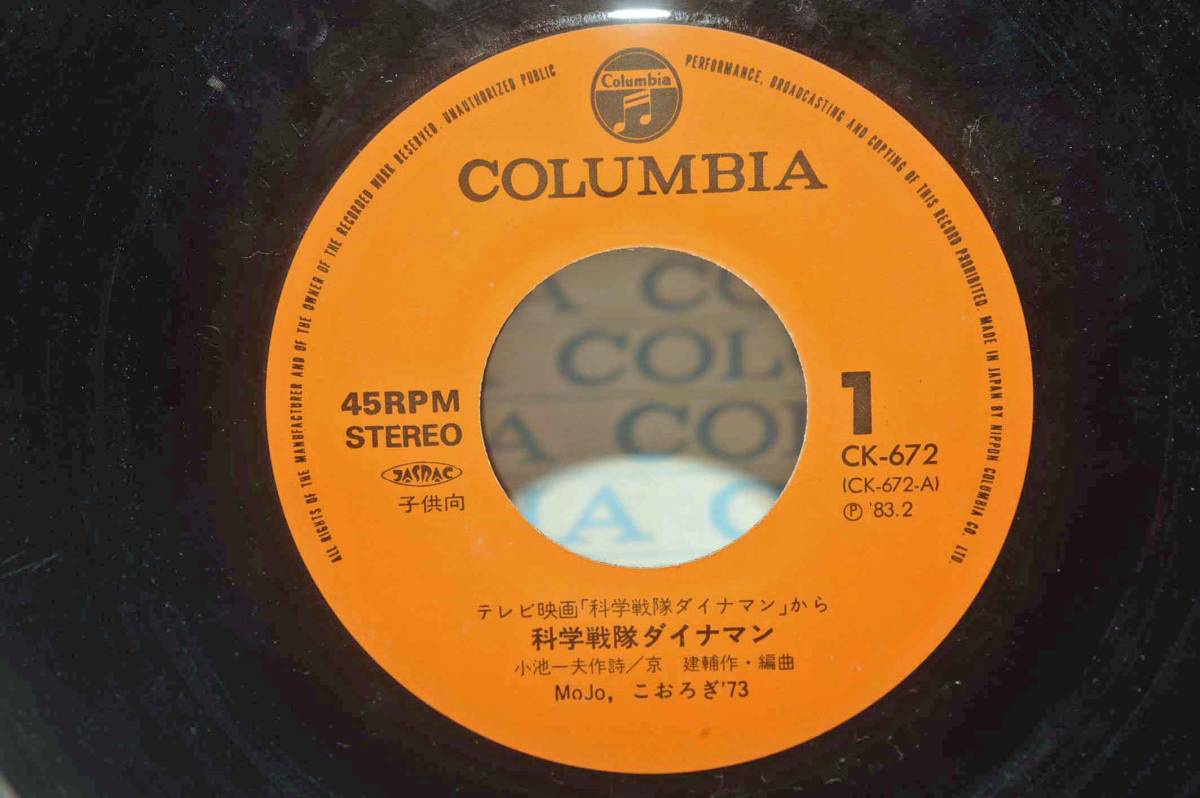 Columbia
COLUMBIA
ALL RIGHTS OF THE MANUFACTURER AND OF THE OWNER OF THE RECORDED WORK RESERVED. UNAUTHORIZED PUBLIC PERFORMANCE, BROADCASTING AND COPYING OF THIS RECORD PROHIBITED. MADE IN JAPAN BY NIPPON COLUMBIA CO., LTD.
45RPM
STEREO
JASRAC
子供向
1
CK-672
(CK-672-A)
Ⓟ '83.2
A CO
COL
A COL
IA C
テレビ映画「科学戦隊ダイナマン」から
科学戦隊ダイナマン
小池一夫作詩/京 建輔作・編曲
MoJo, こおろぎ'73